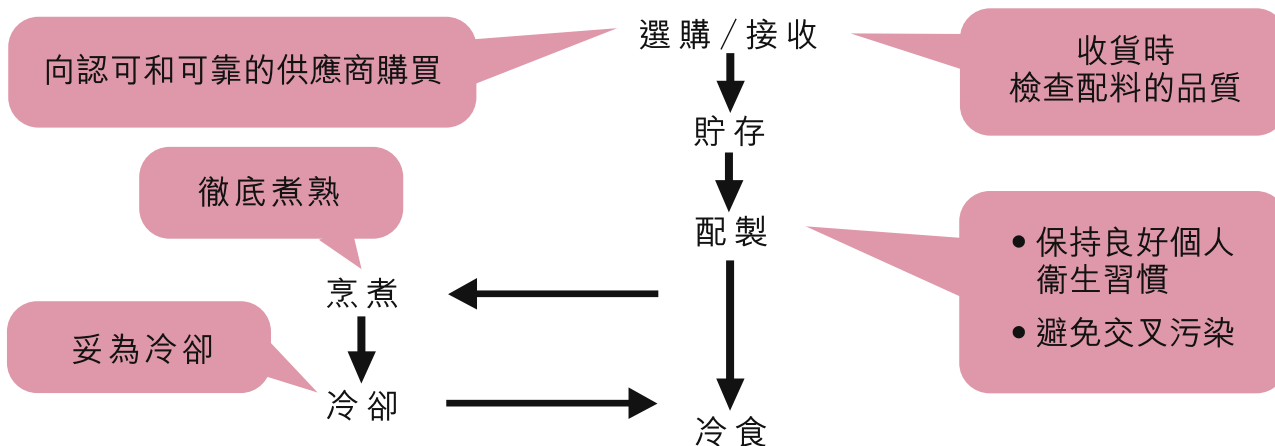 選購/接收
向認可和可靠的供應商購買
收貨時
檢查配料的品質
貯存
徹底煮熟
配製
• 保持良好個人
衞生習慣
• 避免交叉污染
烹煮
妥為冷卻
冷卻
冷食